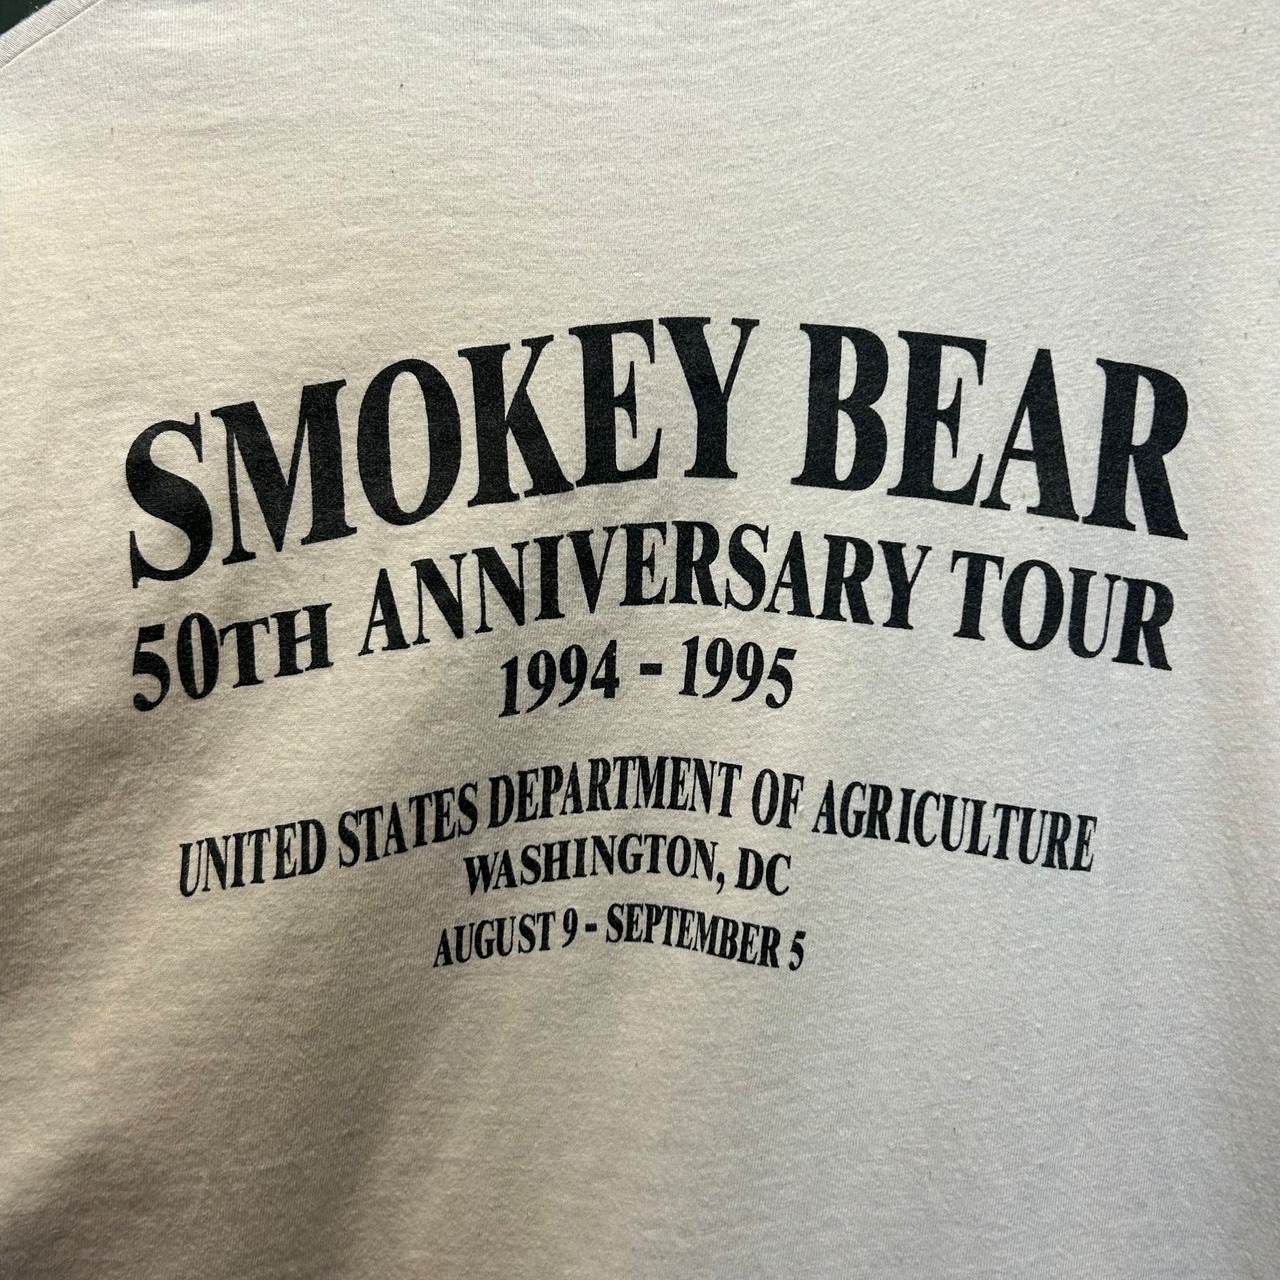 SMOKEY BEAR
50TH ANNIVERSARY TOUR
1994 - 1995
UNITED STATES DEPARTMENT OF AGRICULTURE
WASHINGTON, DC
AUGUST 9 - SEPTEMBER 5